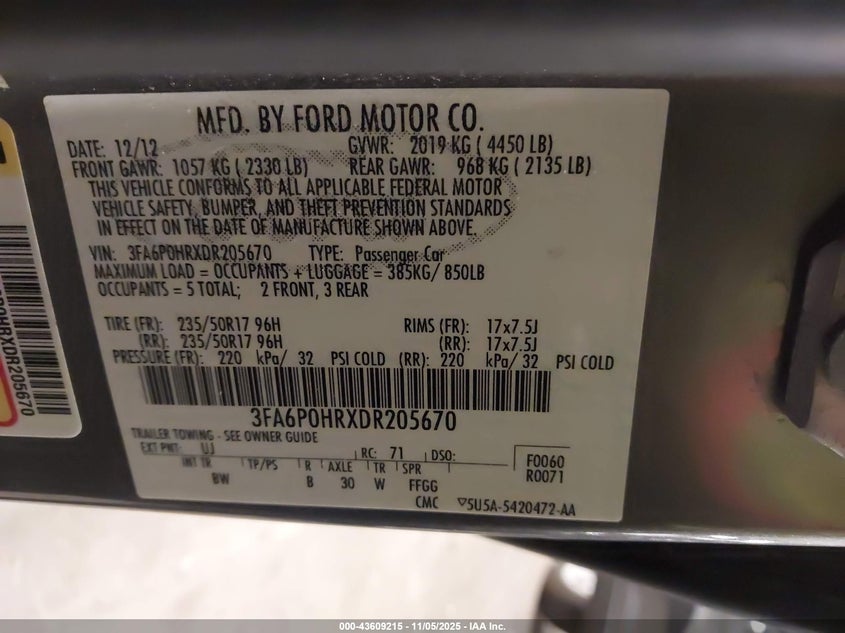 MFD. BY FORD MOTOR CO.
DATE: 12/12 GVWR: 2019 KG ( 4450 LB)
FRONT GAWR: 1057 KG ( 2330 LB) REAR GAWR: 968 KG ( 2135 LB)
THIS VEHICLE CONFORMS TO ALL APPLICABLE FEDERAL MOTOR
VEHICLE SAFETY, BUMPER, AND THEFT PREVENTION STANDARDS
IN EFFECT ON THE DATE OF MANUFACTURE SHOWN ABOVE.
VIN: 3FA6P0HRXDR205670 TYPE: Passenger Car
MAXIMUM LOAD = OCCUPANTS + LUGGAGE = 385KG/ 850LB
OCCUPANTS = 5 TOTAL; 2 FRONT, 3 REAR
TIRE (FR): 235/50R17 96H RIMS (FR): 17x7.5J
(RR): 235/50R17 96H (RR): 17x7.5J
PRESSURE (FR): 220 kPa/ 32 PSI COLD (RR): 220 kPa/ 32 PSI COLD
3FA6P0HRXDR205670
TRAILER TOWING - SEE OWNER GUIDE
EXT PNT: UJ RC: 71 DSO: F0060
INT TR TP/PS R AXLE TR SPR R0071
BW B 30 W FFGG
CMC 5U5A-5420472-AA
P0HRXDR205670
000-43609215 - 11/05/2025 - IAA Inc.